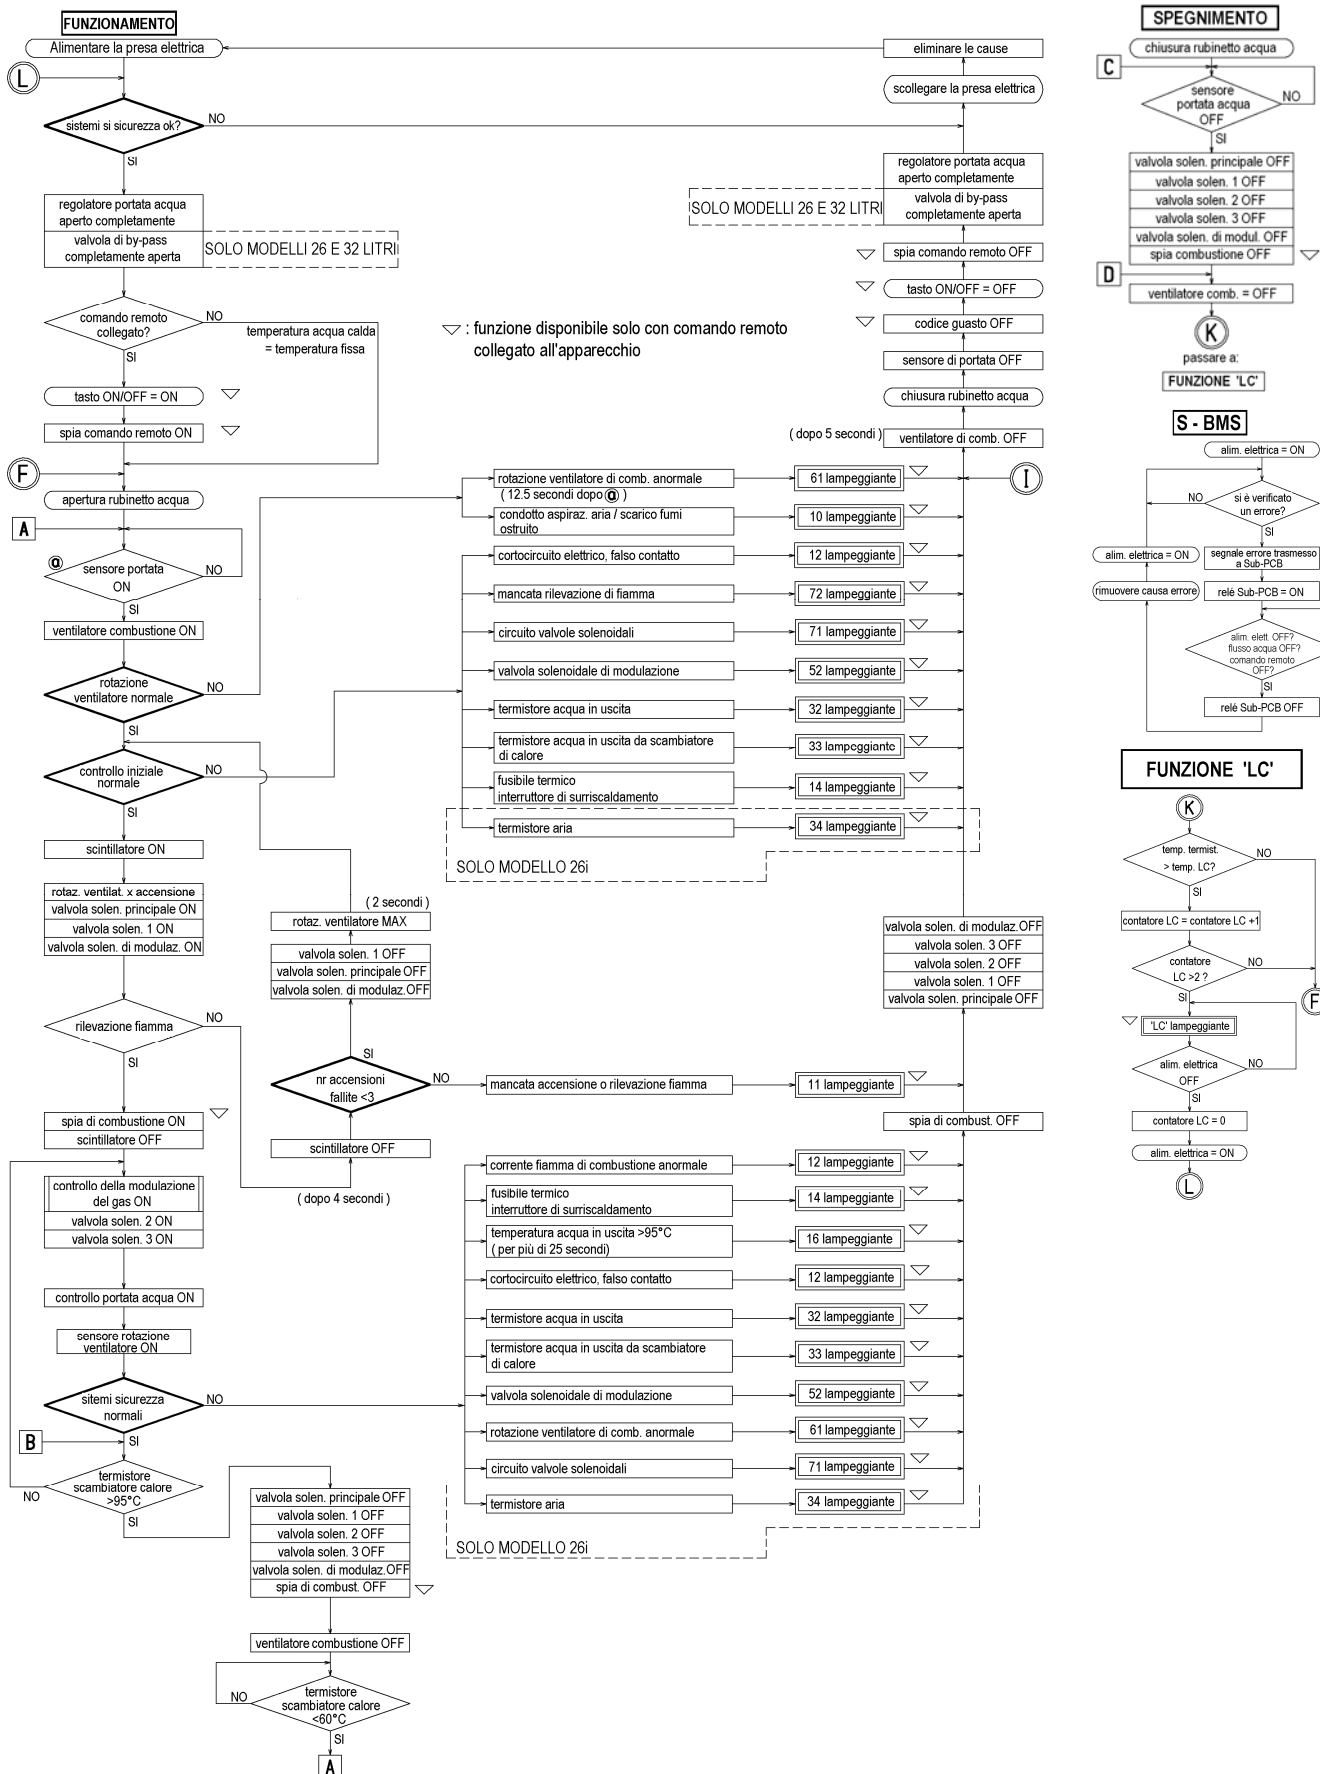 FUNZIONAMENTO
Alimentare la presa elettrica
L
sistemi si sicurezza ok?
NO
SI
regolatore portata acqua
aperto completamente
valvola di by-pass
completamente aperta
SOLO MODELLI 26 E 32 LITRI
comando remoto
collegato?
NO
temperatura acqua calda
= temperatura fissa
SI
tasto ON/OFF = ON
spia comando remoto ON
F
apertura rubinetto acqua
A
@
sensore portata
ON
NO
SI
ventilatore combustione ON
rotazione
ventilatore normale
NO
SI
controllo iniziale
normale
NO
SI
scintillatore ON
rotaz. ventilat. x accensione
valvola solen. principale ON
valvola solen. 1 ON
valvola solen. di modulaz. ON
rilevazione fiamma
NO
SI
spia di combustione ON
scintillatore OFF
controllo della modulazione
del gas ON
valvola solen. 2 ON
valvola solen. 3 ON
controllo portata acqua ON
sensore rotazione
ventilatore ON
sitemi sicurezza
normali
NO
B
SI
termistore
scambiatore calore
>95°C
NO
SI
( 2 secondi )
rotaz. ventilatore MAX
valvola solen. 1 OFF
valvola solen. principale OFF
valvola solen. di modulaz.OFF
SI
nr accensioni
fallite <3
NO
scintillatore OFF
( dopo 4 secondi )
valvola solen. principale OFF
valvola solen. 1 OFF
valvola solen. 2 OFF
valvola solen. 3 OFF
valvola solen. di modulaz.OFF
spia di combust. OFF
ventilatore combustione OFF
NO
termistore
scambiatore calore
<60°C
SI
A
: funzione disponibile solo con comando remoto
collegato all'apparecchio
rotazione ventilatore di comb. anormale
( 12.5 secondi dopo @ )
61 lampeggiante
condotto aspiraz. aria / scarico fumi
ostruito
10 lampeggiante
cortocircuito elettrico, falso contatto
12 lampeggiante
mancata rilevazione di fiamma
72 lampeggiante
circuito valvole solenoidali
71 lampeggiante
valvola solenoidale di modulazione
52 lampeggiante
termistore acqua in uscita
32 lampeggiante
termistore acqua in uscita da scambiatore
di calore
33 lampeggiante
fusibile termico
interruttore di surriscaldamento
14 lampeggiante
termistore aria
34 lampeggiante
SOLO MODELLO 26i
mancata accensione o rilevazione fiamma
11 lampeggiante
corrente fiamma di combustione anormale
12 lampeggiante
fusibile termico
interruttore di surriscaldamento
14 lampeggiante
temperatura acqua in uscita >95°C
( per più di 25 secondi)
16 lampeggiante
cortocircuito elettrico, falso contatto
12 lampeggiante
termistore acqua in uscita
32 lampeggiante
termistore acqua in uscita da scambiatore
di calore
33 lampeggiante
valvola solenoidale di modulazione
52 lampeggiante
rotazione ventilatore di comb. anormale
61 lampeggiante
circuito valvole solenoidali
71 lampeggiante
termistore aria
34 lampeggiante
SOLO MODELLO 26i
eliminare le cause
scollegare la presa elettrica
regolatore portata acqua
aperto completamente
valvola di by-pass
completamente aperta
SOLO MODELLI 26 E 32 LITRI
spia comando remoto OFF
tasto ON/OFF = OFF
codice guasto OFF
sensore di portata OFF
chiusura rubinetto acqua
( dopo 5 secondi )
ventilatore di comb. OFF
I
valvola solen. di modulaz.OFF
valvola solen. 3 OFF
valvola solen. 2 OFF
valvola solen. 1 OFF
valvola solen. principale OFF
spia di combust. OFF
SPEGNIMENTO
chiusura rubinetto acqua
C
sensore
portata acqua
OFF
NO
SI
valvola solen. principale OFF
valvola solen. 1 OFF
valvola solen. 2 OFF
valvola solen. 3 OFF
valvola solen. di modul. OFF
spia combustione OFF
D
ventilatore comb. = OFF
K
passare a:
FUNZIONE 'LC'
S - BMS
alim. elettrica = ON
NO
si è verificato
un errore?
SI
alim. elettrica = ON
segnale errore trasmesso
a Sub-PCB
rimuovere causa errore
relé Sub-PCB = ON
alim. elett. OFF?
flusso acqua OFF?
comando remoto
OFF?
SI
relé Sub-PCB OFF
FUNZIONE 'LC'
K
temp. termist.
> temp. LC?
NO
SI
contatore LC = contatore LC +1
contatore
LC >2 ?
NO
SI
F
'LC' lampeggiante
alim. elettrica
OFF
NO
SI
contatore LC = 0
alim. elettrica = ON
L